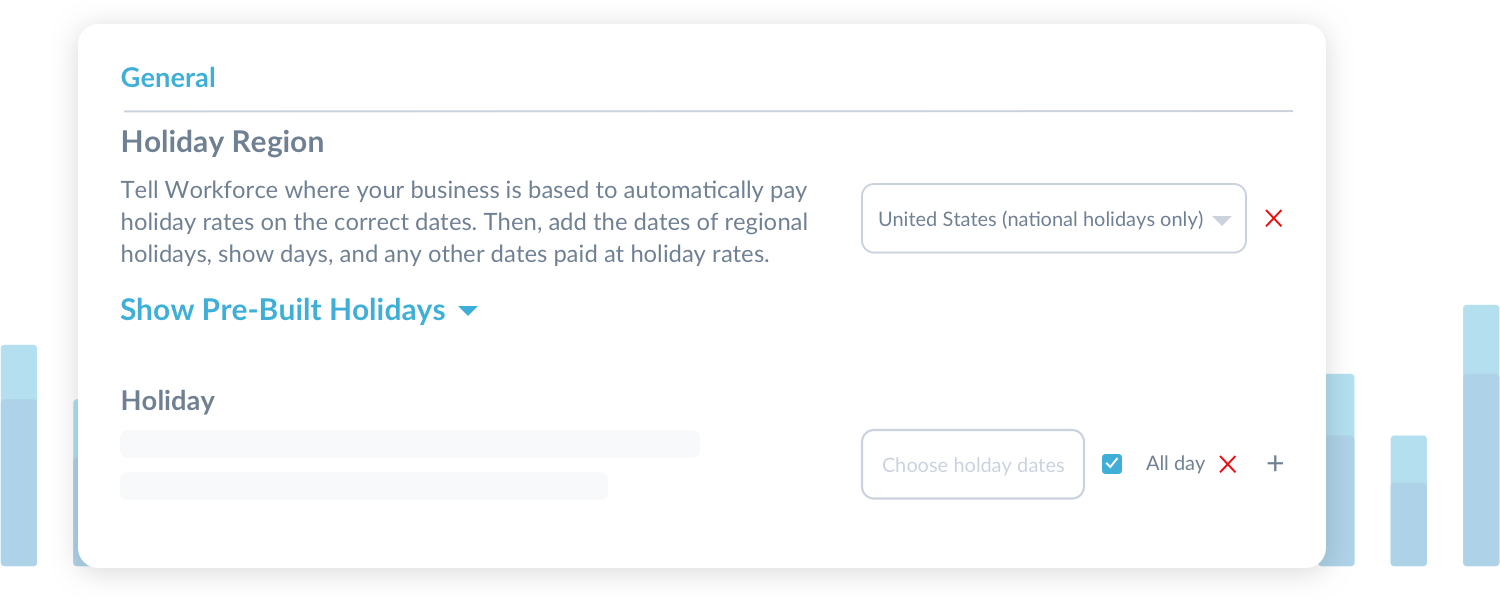 General
Holiday Region
Tell Workforce where your business is based to automatically pay
holiday rates on the correct dates. Then, add the dates of regional
holidays, show days, and any other dates paid at holiday rates.
United States (national holidays only)
Show Pre-Built Holidays
Holiday
Choose holday dates
All day